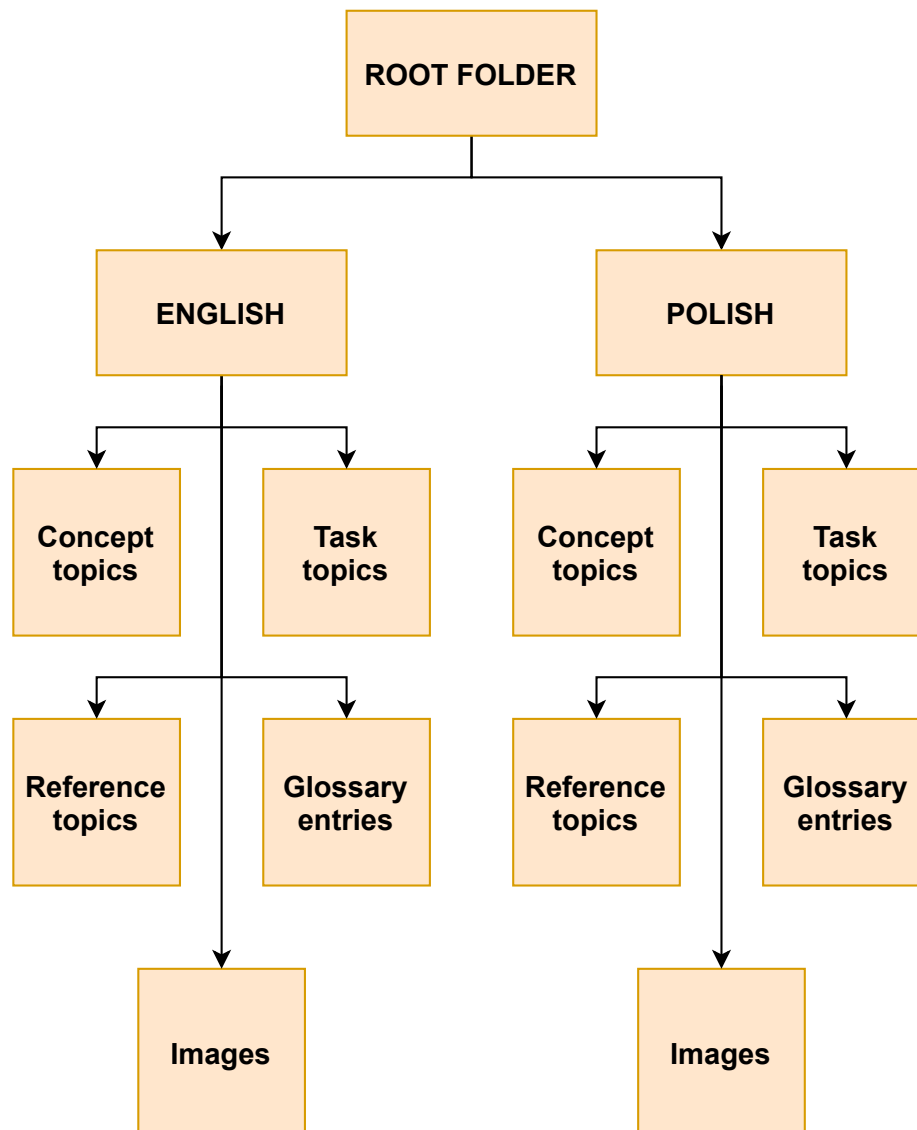 ROOT FOLDER
ENGLISH
POLISH
Concept
topics
Task
topics
Concept
topics
Task
topics
Reference
topics
Glossary
entries
Reference
topics
Glossary
entries
Images
Images